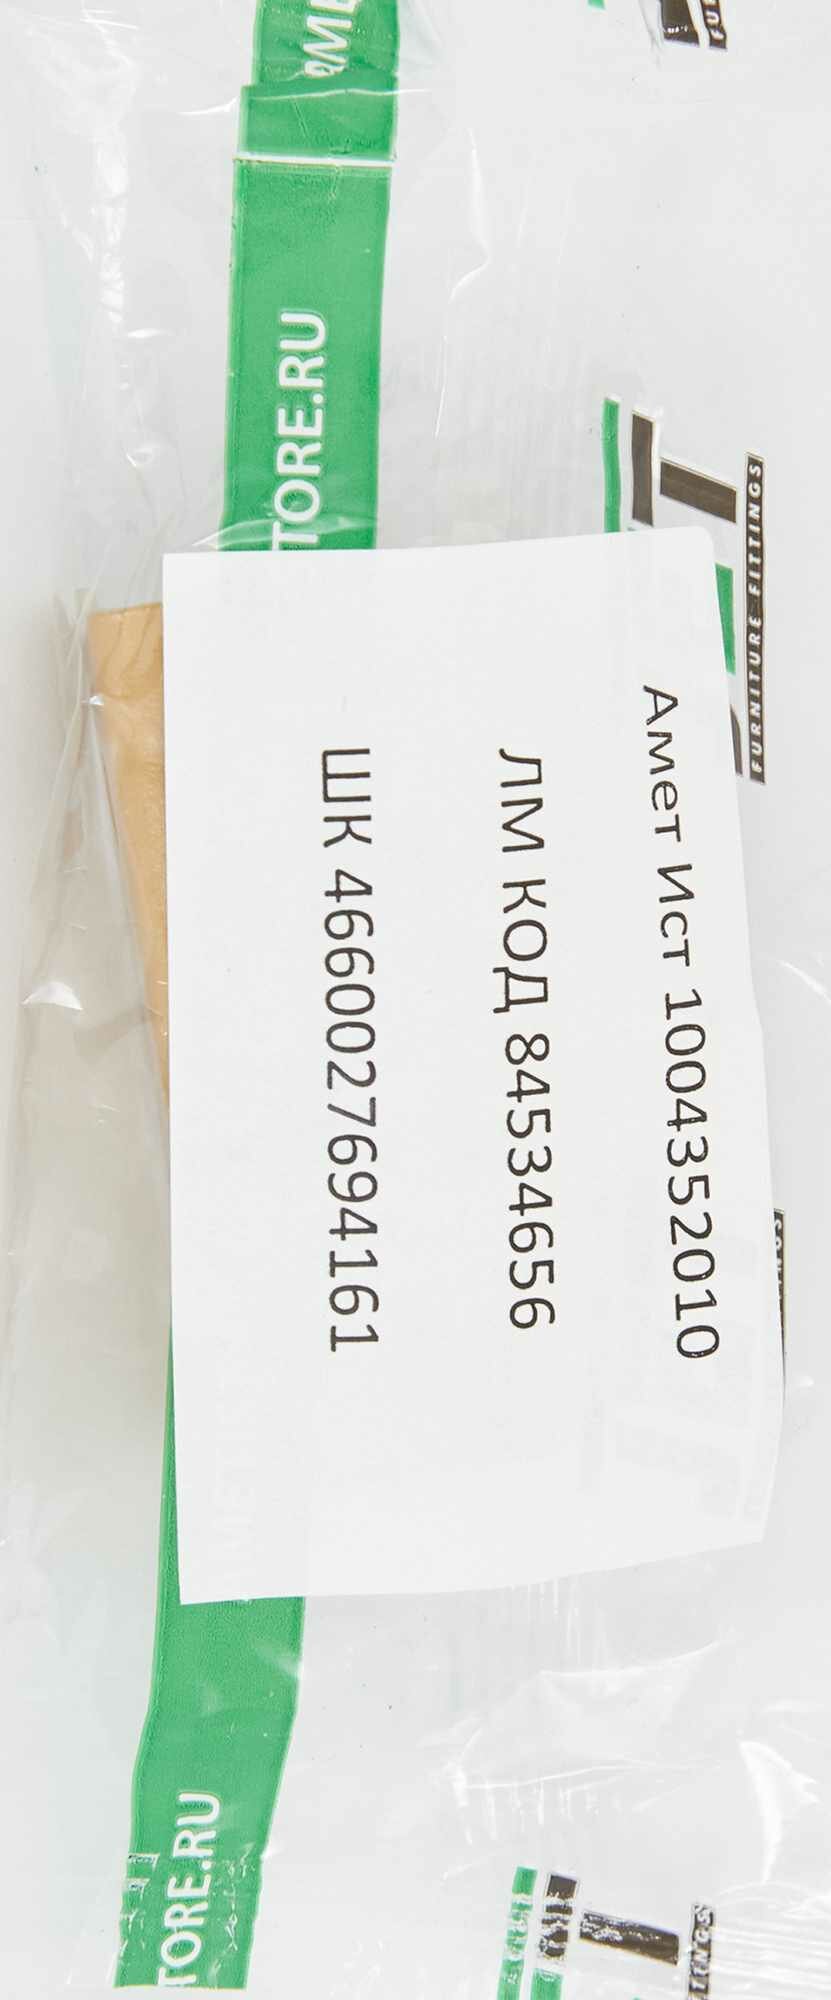 Амет Ист 1004352010
ЛМ КОД 84534656
ШК 4660027694161
TORE.RU
TORE.RU
FURNITURE FITTINGS